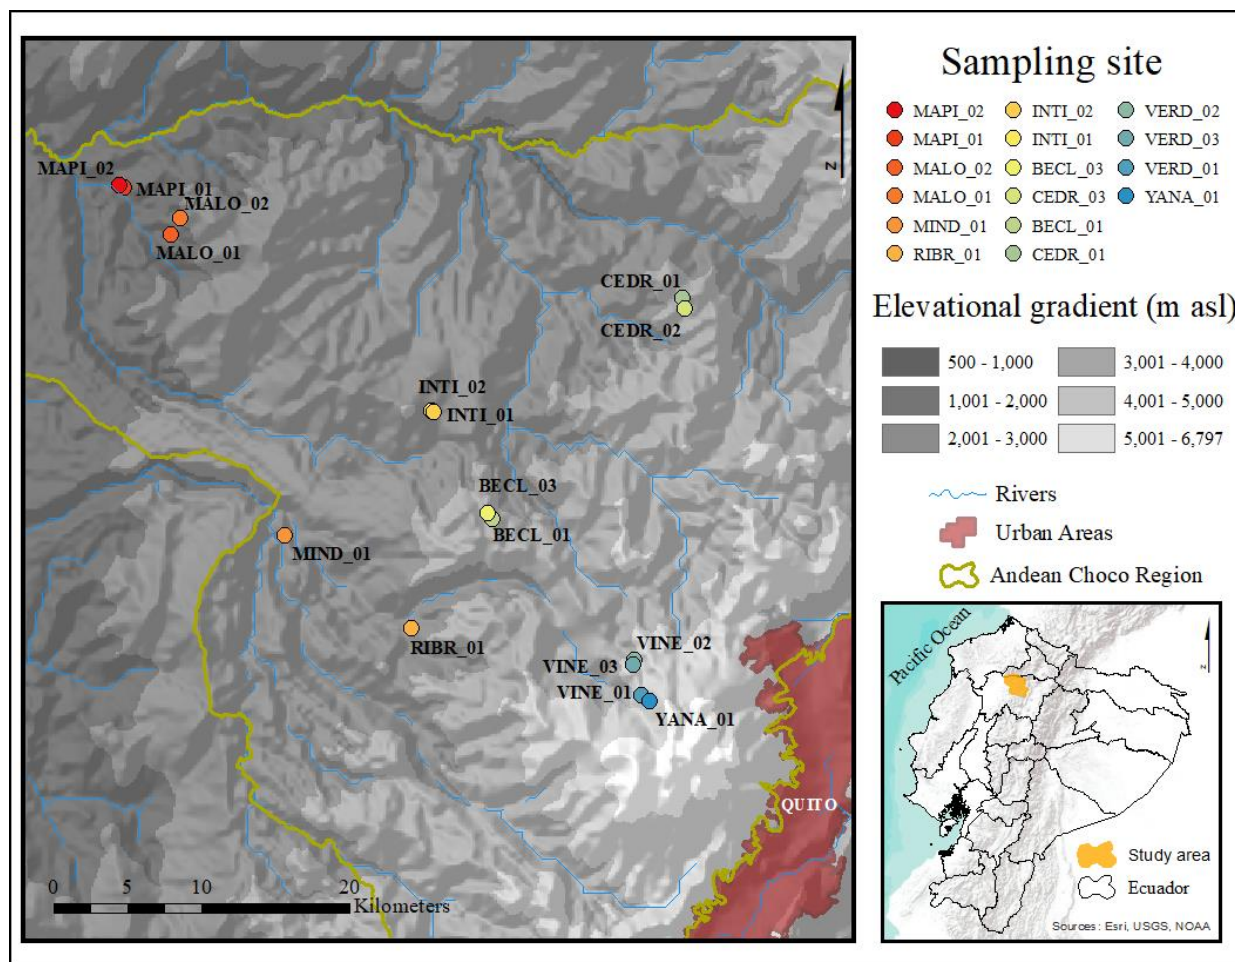 MAPI_02
MAPI_01
MALO_02
MALO_01
CEDR_01
CEDR_02
INTI_02
INTI_01
BECL_03
BECL_01
MIND_01
RIBR_01
VINE_02
VINE_03
VINE_01
YANA_01
QUITO
0 5 10 20
Kilometers
N
Sampling site
MAPI_02 INTI_02 VERD_02
MAPI_01 INTI_01 VERD_03
MALO_02 BECL_03 VERD_01
MALO_01 CEDR_03 YANA_01
MIND_01 BECL_01
RIBR_01 CEDR_01
Elevational gradient (m asl)
500 - 1,000 3,001 - 4,000
1,001 - 2,000 4,001 - 5,000
2,001 - 3,000 5,001 - 6,797
Rivers
Urban Areas
Andean Choco Region
Pacific Ocean
N
Study area
Ecuador
Sources: Esri, USGS, NOAA